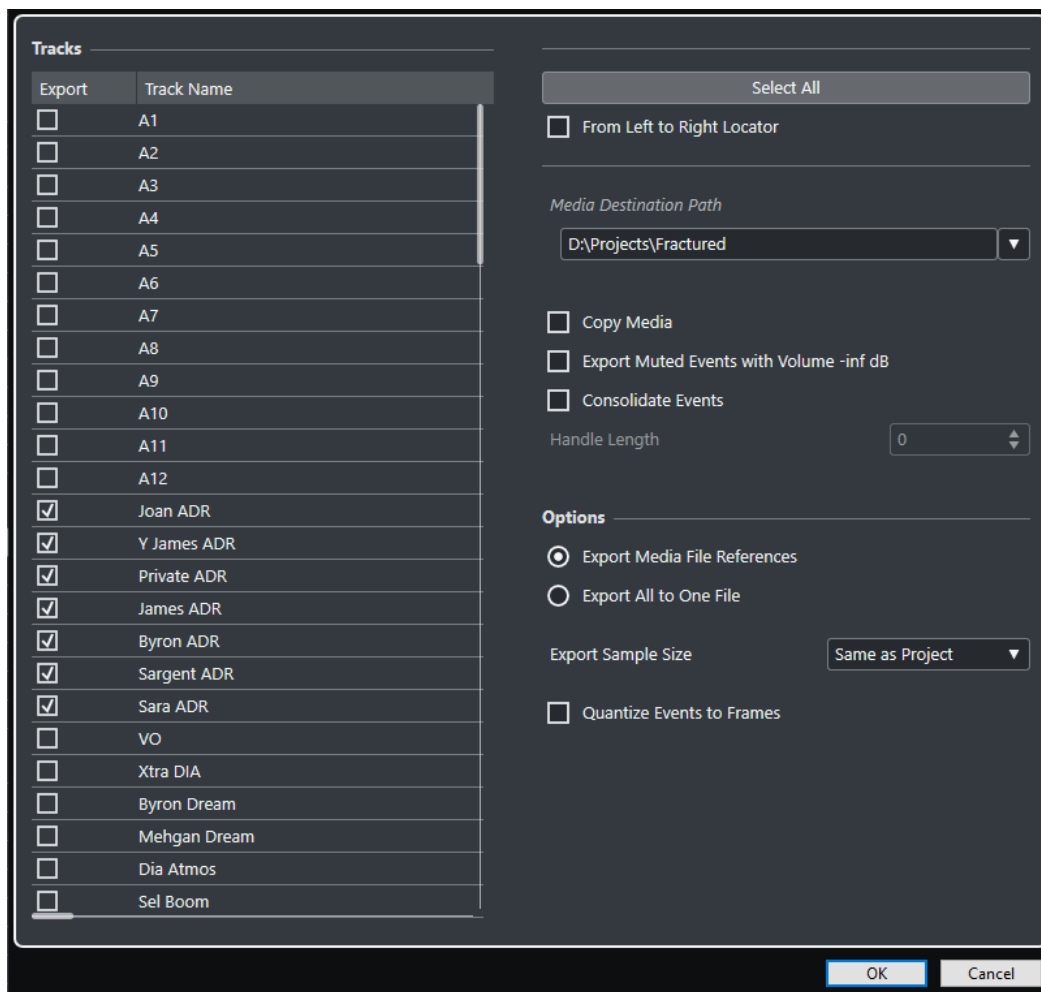 Tracks
Export Track Name
A1
A2
A3
A4
A5
A6
A7
A8
A9
A10
A11
A12
Joan ADR
Y James ADR
Private ADR
James ADR
Byron ADR
Sargent ADR
Sara ADR
VO
Xtra DIA
Byron Dream
Mehgan Dream
Dia Atmos
Sel Boom
Select All
From Left to Right Locator
Media Destination Path
D:\Projects\Fractured
Copy Media
Export Muted Events with Volume -inf dB
Consolidate Events
Handle Length 0
Options
Export Media File References
Export All to One File
Export Sample Size Same as Project
Quantize Events to Frames
OK Cancel